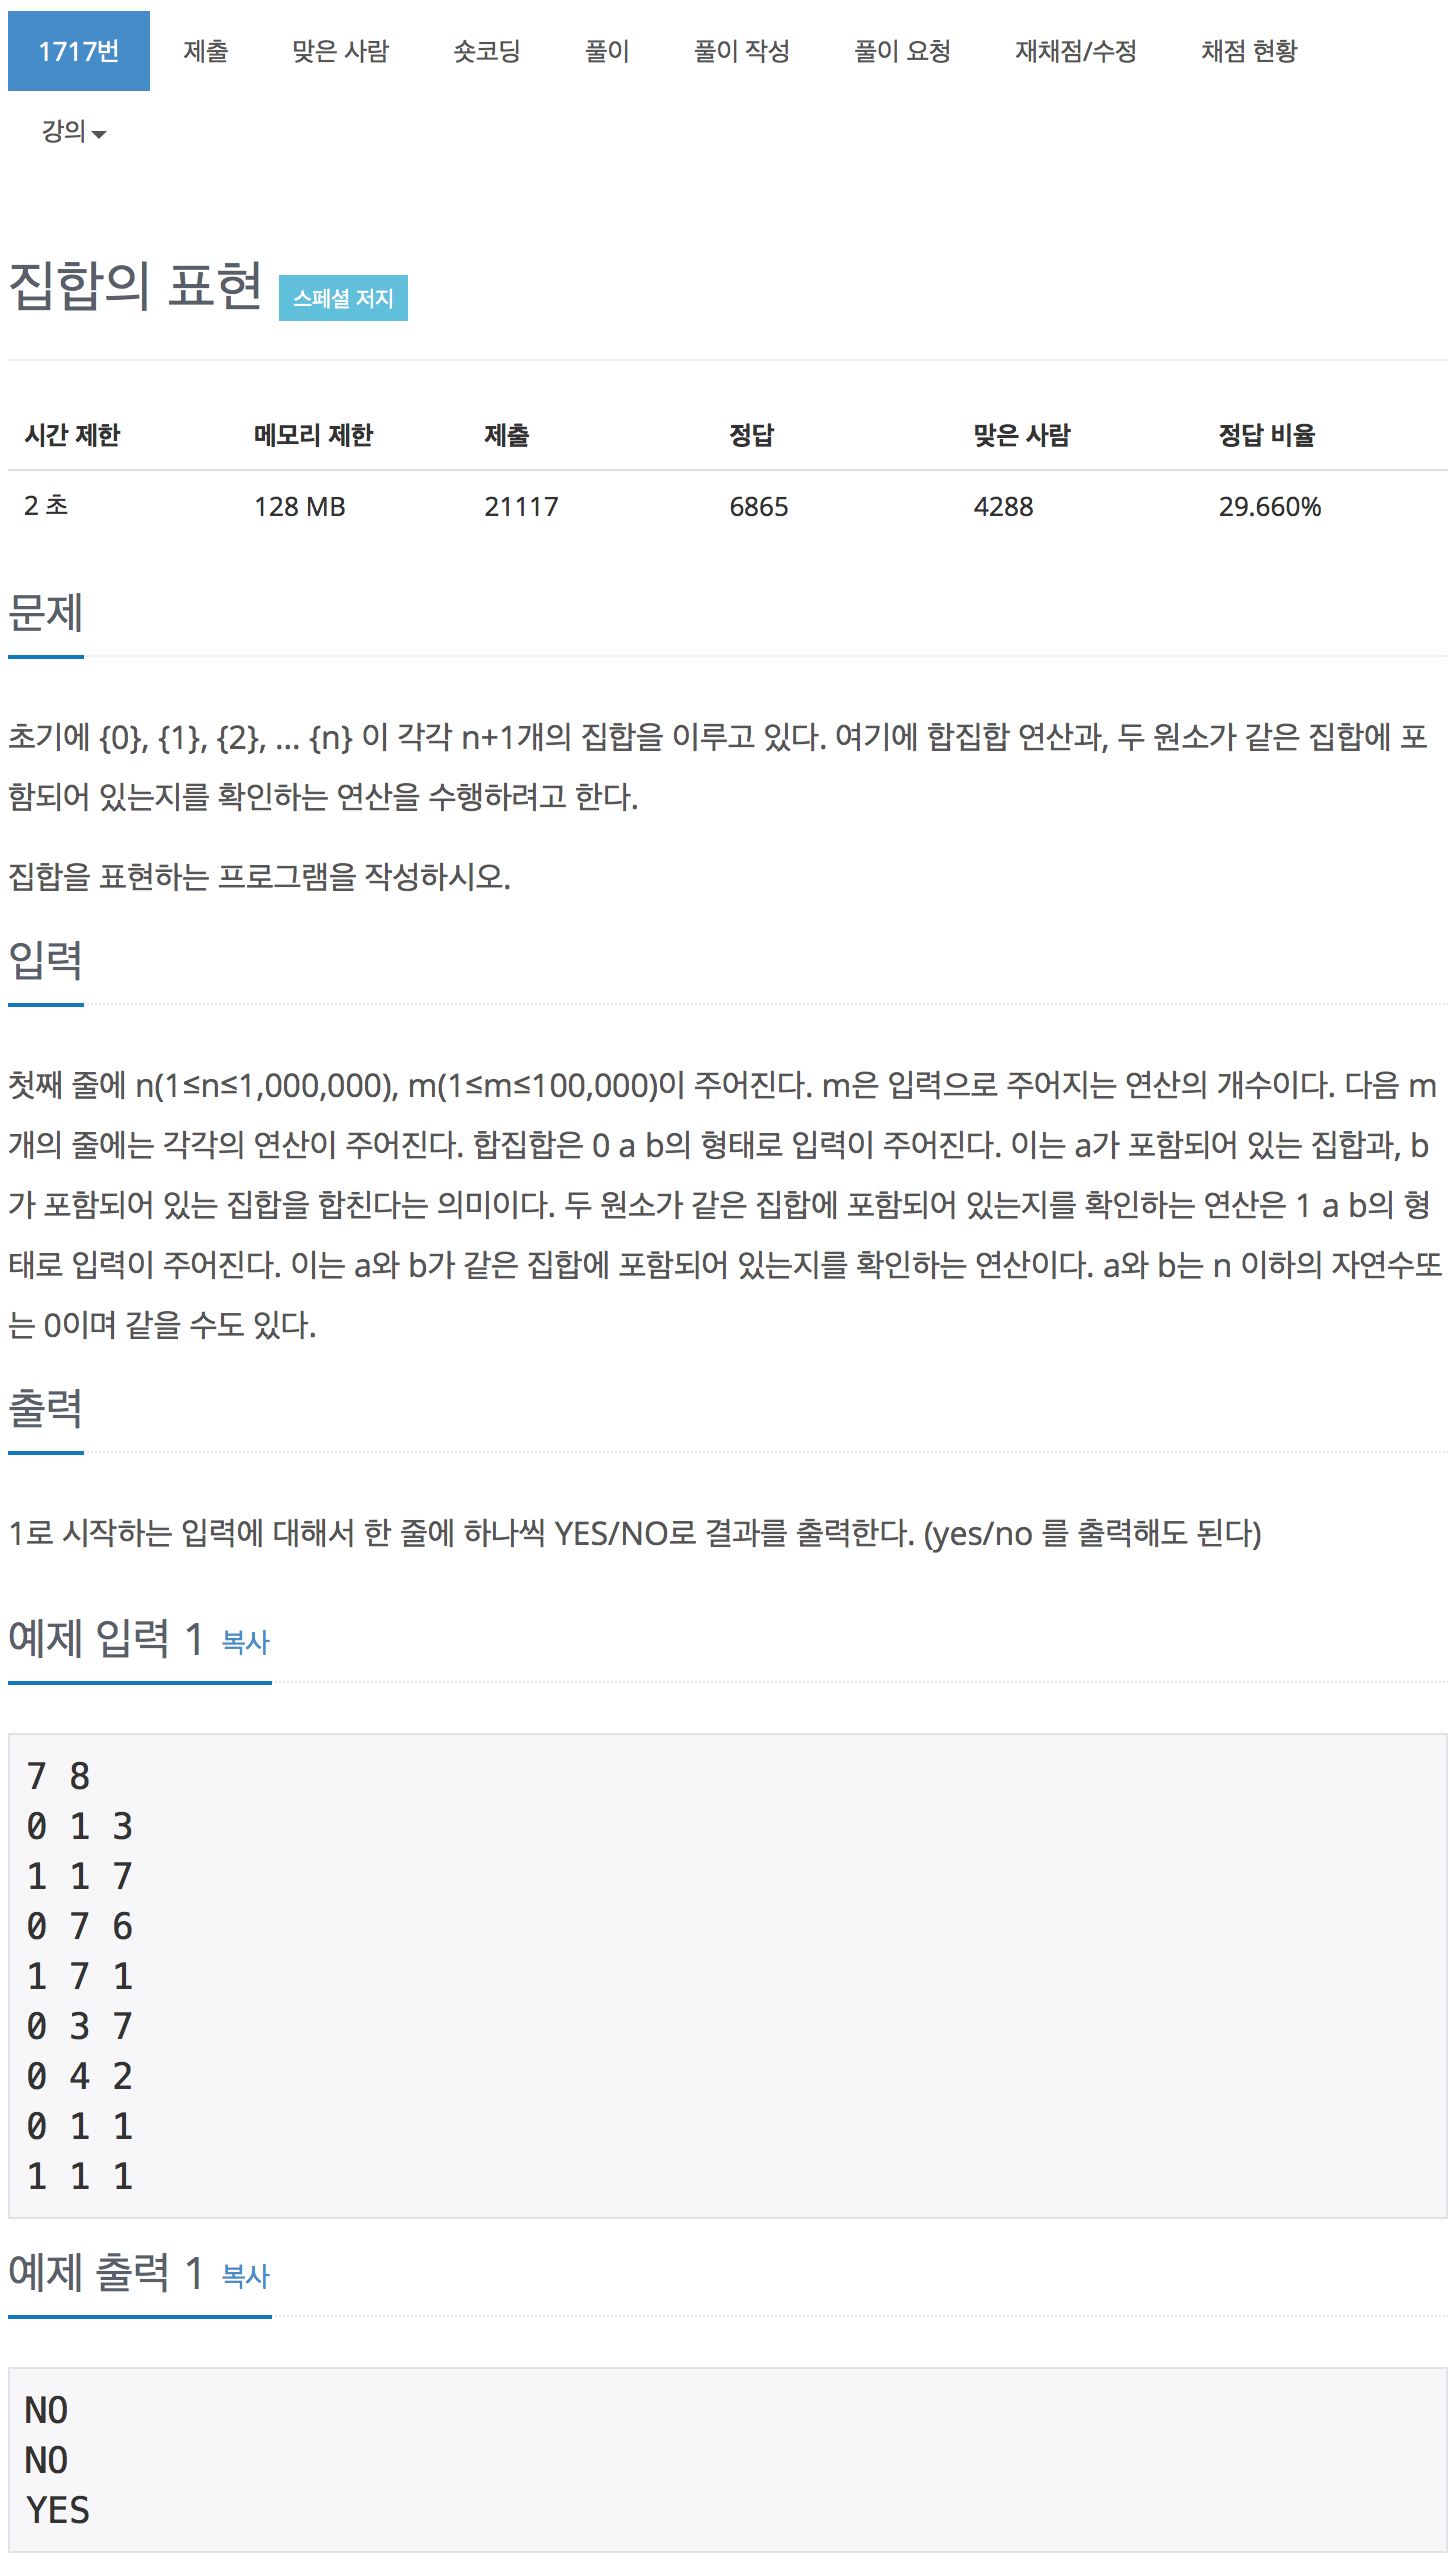 1717번 제출 맞은 사람 숏코딩 풀이 풀이 작성 풀이 요청 재채점/수정 채점 현황
강의
집합의 표현 스페셜 저지
시간 제한 메모리 제한 제출 정답 맞은 사람 정답 비율
2 초 128 MB 21117 6865 4288 29.660%
문제
초기에 {0}, {1}, {2}, ... {n} 이 각각 n+1개의 집합을 이루고 있다. 여기에 합집합 연산과, 두 원소가 같은 집합에 포
함되어 있는지를 확인하는 연산을 수행하려고 한다.
집합을 표현하는 프로그램을 작성하시오.
입력
첫째 줄에 n(1≤n≤1,000,000), m(1≤m≤100,000)이 주어진다. m은 입력으로 주어지는 연산의 개수이다. 다음 m
개의 줄에는 각각의 연산이 주어진다. 합집합은 0 a b의 형태로 입력이 주어진다. 이는 a가 포함되어 있는 집합과, b
가 포함되어 있는 집합을 합친다는 의미이다. 두 원소가 같은 집합에 포함되어 있는지를 확인하는 연산은 1 a b의 형
태로 입력이 주어진다. 이는 a와 b가 같은 집합에 포함되어 있는지를 확인하는 연산이다. a와 b는 n 이하의 자연수또
는 0이며 같을 수도 있다.
출력
1로 시작하는 입력에 대해서 한 줄에 하나씩 YES/NO로 결과를 출력한다. (yes/no 를 출력해도 된다)
예제 입력 1 복사
7 8
0 1 3
1 1 7
0 7 6
1 7 1
0 3 7
0 4 2
0 1 1
1 1 1
예제 출력 1 복사
NO
NO
YES